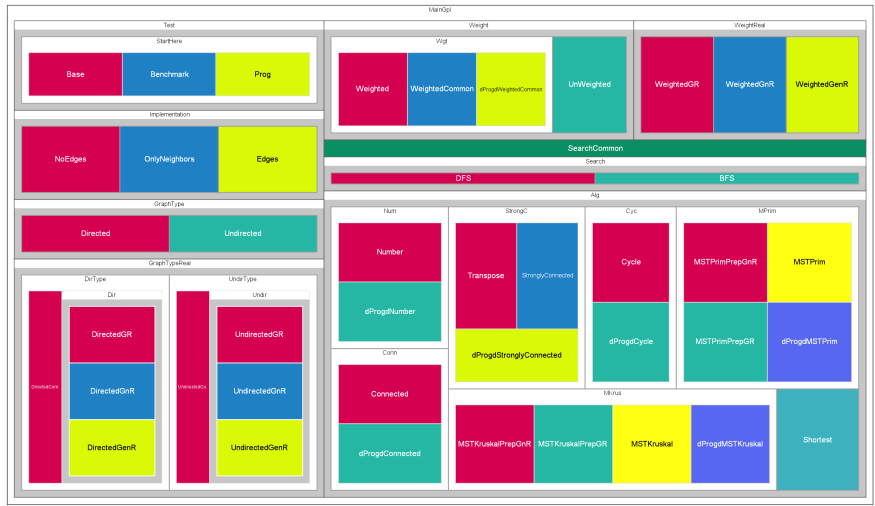 MainGpl
Test
StartHere
Base
Benchmark
Prog
Implementation
NoEdges
OnlyNeighbors
Edges
GraphType
Directed
Undirected
GraphTypeReal
DirType
DirectedCom
Dir
DirectedGR
DirectedGnR
DirectedGenR
UndirType
UndirectedCo
Undir
UndirectedGR
UndirectedGnR
UndirectedGenR
Weight
Wgt
Weighted
WeightedCommon
dProgdWeightedCommon
UnWeighted
WeightReal
WeightedGR
WeightedGnR
WeightedGenR
SearchCommon
Search
DFS
BFS
Alg
Num
Number
dProgdNumber
Conn
Connected
dProgdConnected
StrongC
Transpose
StronglyConnected
dProgdStronglyConnected
Cyc
Cycle
dProgdCycle
MPrim
MSTPrimPrepGnR
MSTPrim
MSTPrimPrepGR
dProgdMSTPrim
Mkrus
MSTKruskalPrepGnR
MSTKruskalPrepGR
MSTKruskal
dProgdMSTKruskal
Shortest